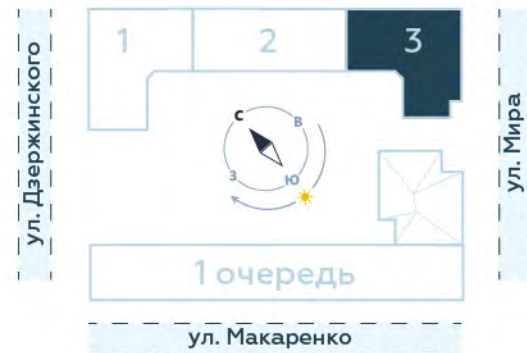 1
2
3
ул. Дзержинского
ул. Мира
С
В
З
Ю
1 очередь
ул. Макаренко